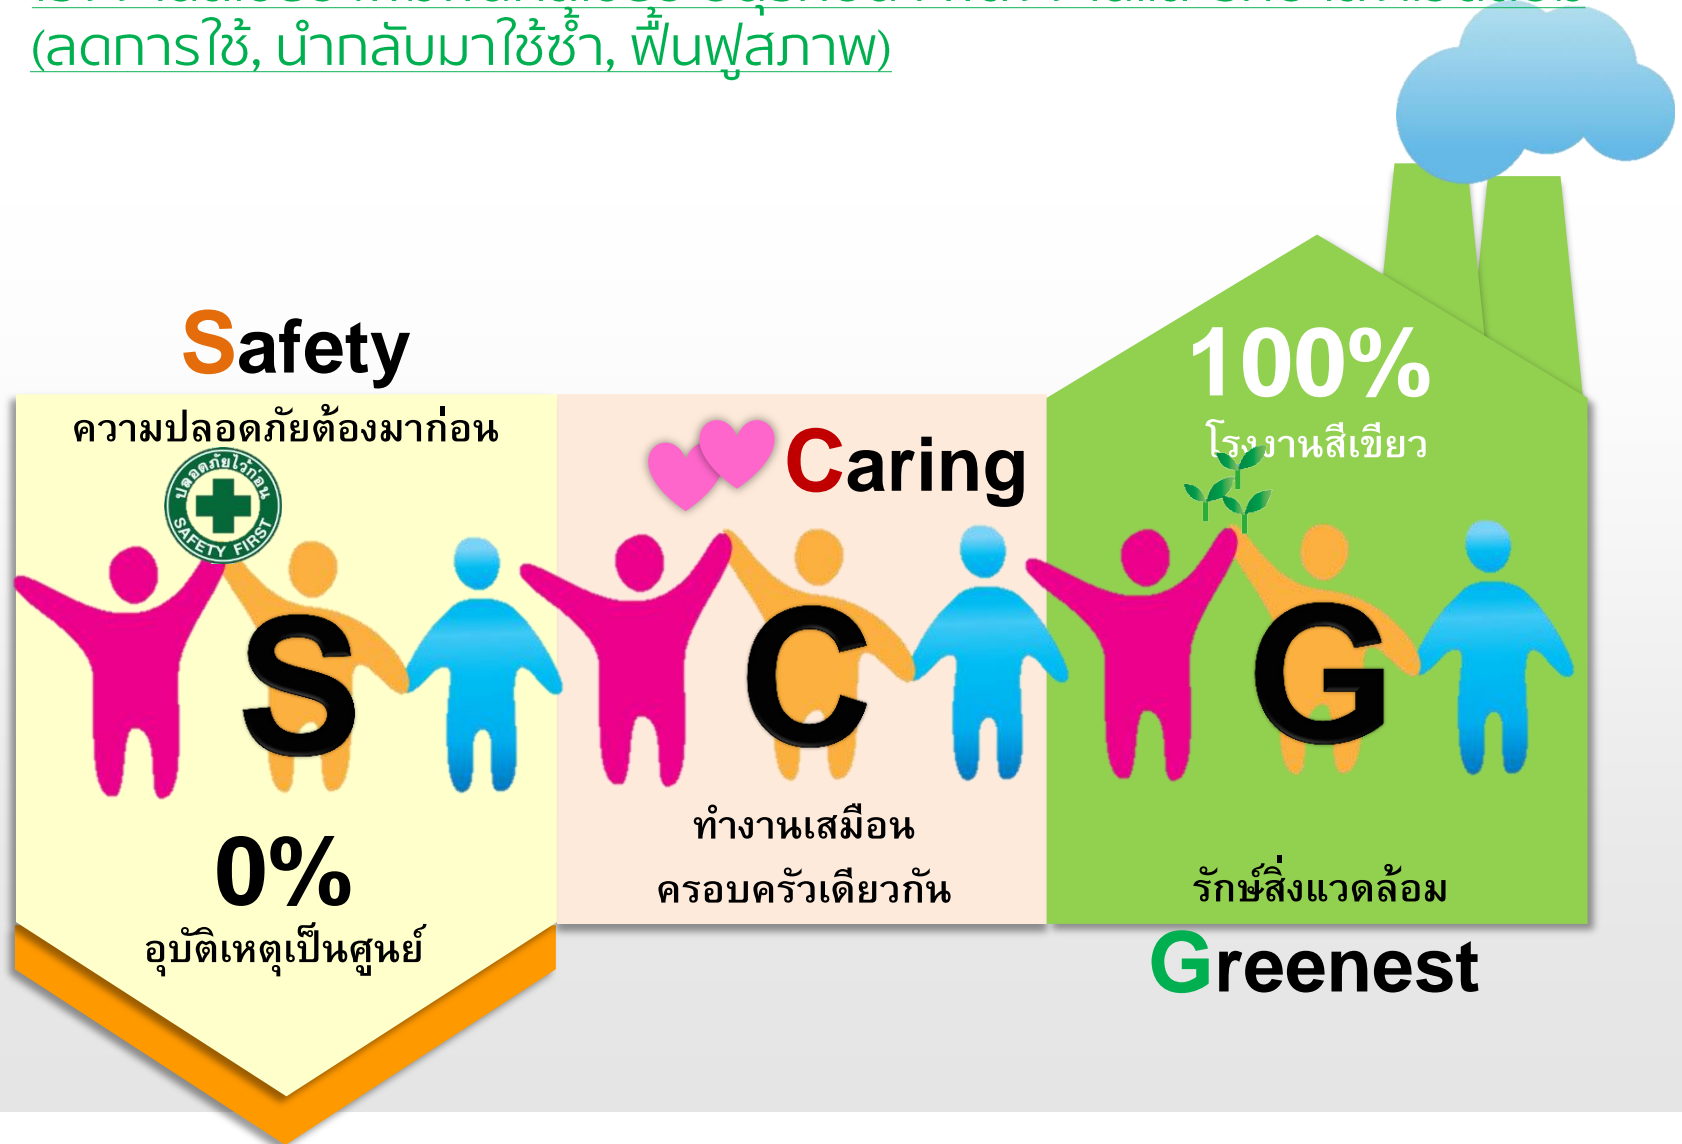 (ลดการใช้, นำกลับมาใช้ซ้ำ, ฟื้นฟูสภาพ)
Safety
ความปลอดภัยต้องมาก่อน
ปลอดภัยไว้ก่อน
SAFETY FIRST
S
0%
อุบัติเหตุเป็นศูนย์
Caring
C
ทำงานเสมือน
ครอบครัวเดียวกัน
100%
โรงงานสีเขียว
G
รักษ์สิ่งแวดล้อม
Greenest